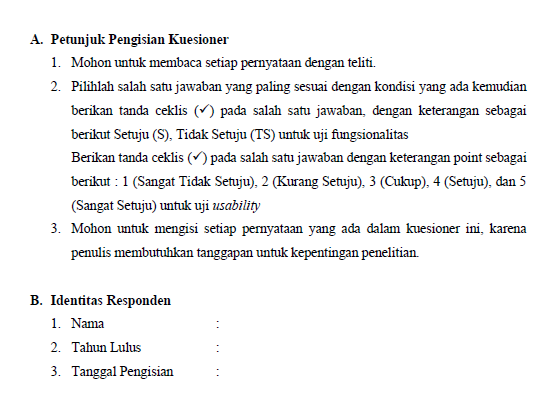 A. Petunjuk Pengisian Kuesioner
1. Mohon untuk membaca setiap pernyataan dengan teliti.
2. Pilihlah salah satu jawaban yang paling sesuai dengan kondisi yang ada kemudian
berikan tanda ceklis (✓) pada salah satu jawaban, dengan keterangan sebagai
berikut Setuju (S), Tidak Setuju (TS) untuk uji fungsionalitas
Berikan tanda ceklis (✓) pada salah satu jawaban dengan keterangan point sebagai
berikut : 1 (Sangat Tidak Setuju), 2 (Kurang Setuju), 3 (Cukup), 4 (Setuju), dan 5
(Sangat Setuju) untuk uji usability
3. Mohon untuk mengisi setiap pernyataan yang ada dalam kuesioner ini, karena
penulis membutuhkan tanggapan untuk kepentingan penelitian.
B. Identitas Responden
1. Nama :
2. Tahun Lulus :
3. Tanggal Pengisian :